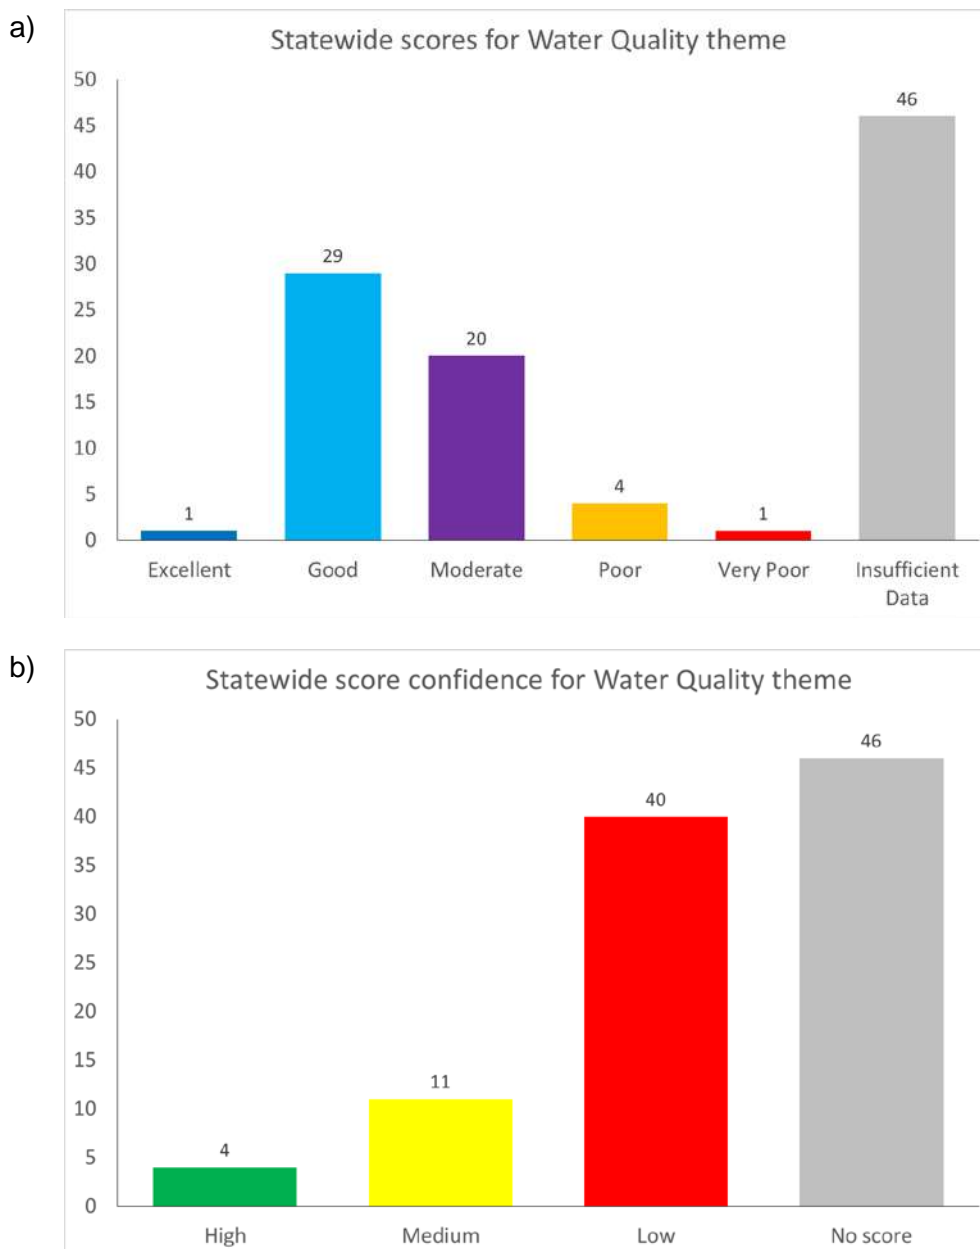 a)
Statewide scores for Water Quality theme
50
45
40
35
30
25
20
15
10
5
0
1
29
20
4
1
46
Excellent
Good
Moderate
Poor
Very Poor
Insufficient
Data
b)
Statewide score confidence for Water Quality theme
50
45
40
35
30
25
20
15
10
5
0
4
11
40
46
High
Medium
Low
No score